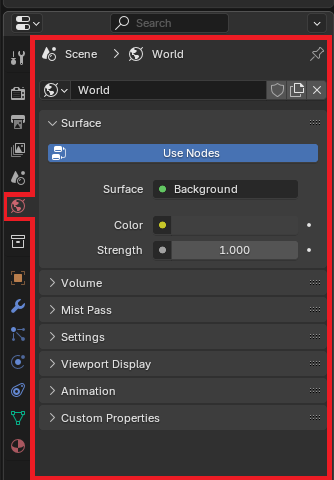 Search
Scene > World
World
Surface
Use Nodes
Surface Background
Color
Strength 1.000
Volume
Mist Pass
Settings
Viewport Display
Animation
Custom Properties